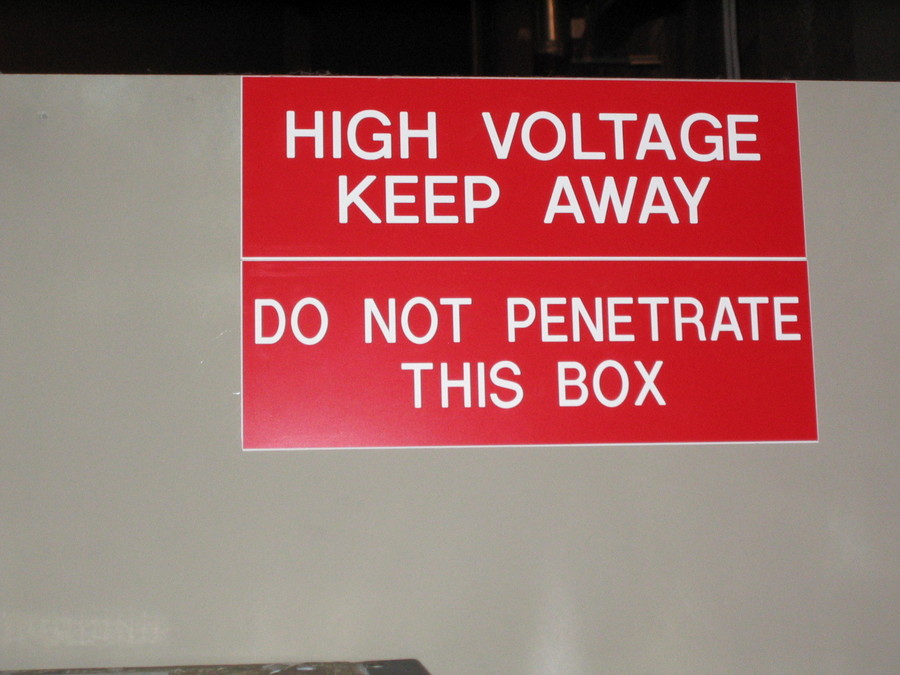 HIGH VOLTAGE
KEEP AWAY
DO NOT PENETRATE
THIS BOX